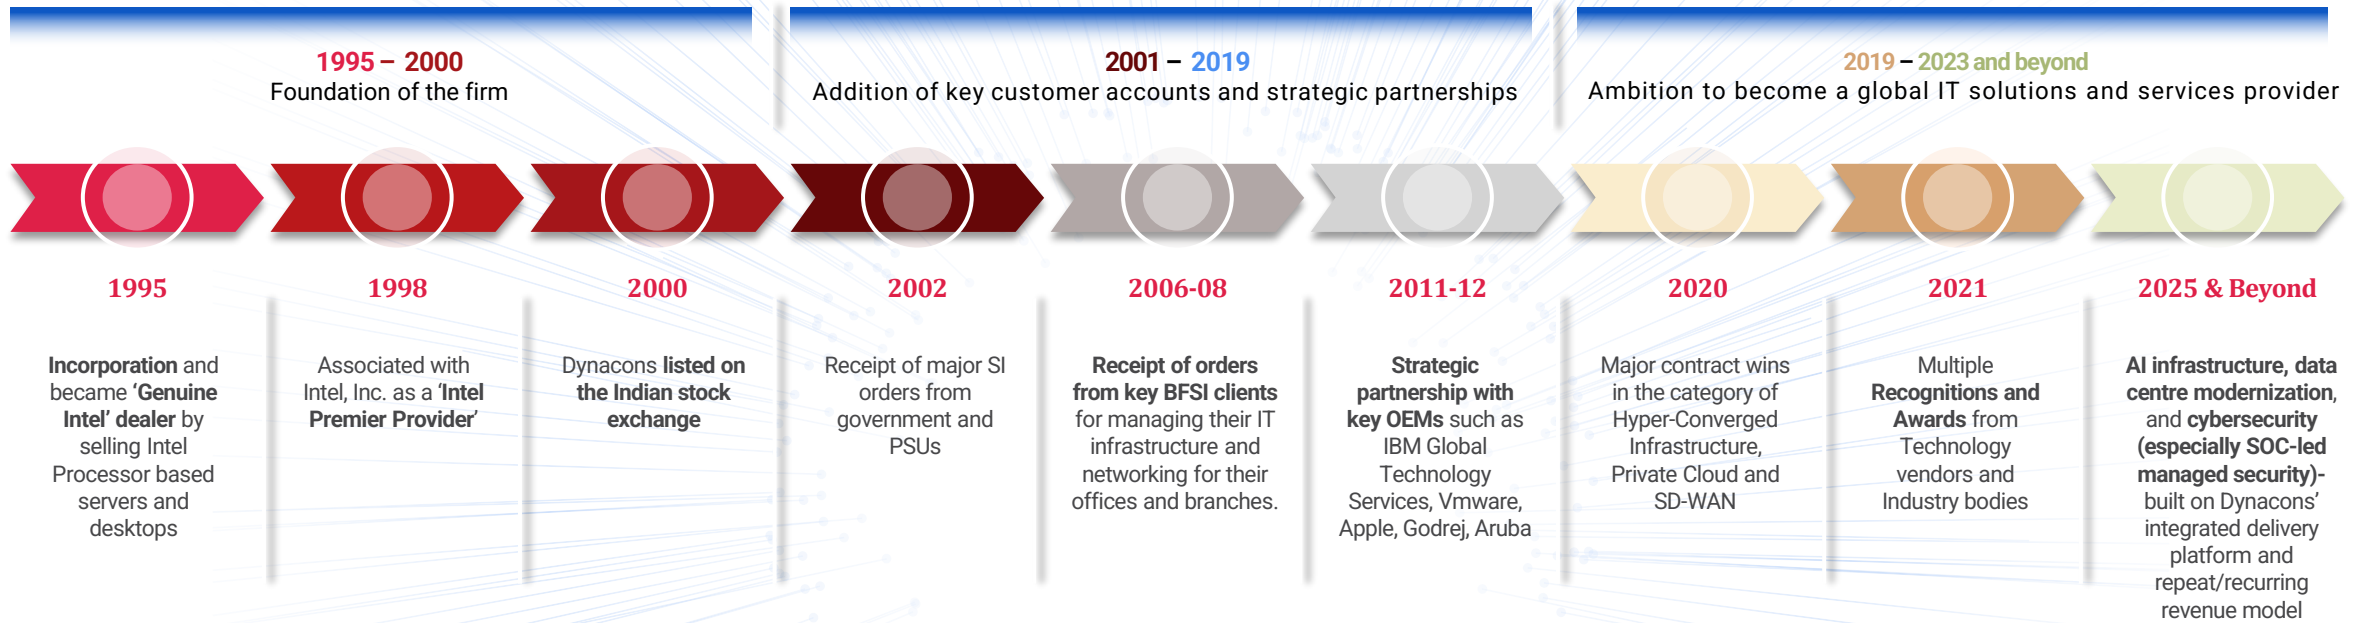 1995 – 2000
Foundation of the firm
2001 – 2019
Addition of key customer accounts and strategic partnerships
2019 – 2023 and beyond
Ambition to become a global IT solutions and services provider
1995
Incorporation and
became ‘Genuine
Intel’ dealer by
selling Intel
Processor based
servers and
desktops
1998
Associated with
Intel, Inc. as a ‘Intel
Premier Provider’
2000
Dynacons listed on
the Indian stock
exchange
2002
Receipt of major SI
orders from
government and
PSUs
2006-08
Receipt of orders
from key BFSI clients
for managing their IT
infrastructure and
networking for their
offices and branches.
2011-12
Strategic
partnership with
key OEMs such as
IBM Global
Technology
Services, Vmware,
Apple, Godrej, Aruba
2020
Major contract wins
in the category of
Hyper-Converged
Infrastructure,
Private Cloud and
SD-WAN
2021
Multiple
Recognitions and
Awards from
Technology
vendors and
Industry bodies
2025 & Beyond
AI infrastructure, data
centre modernization,
and cybersecurity
(especially SOC-led
managed security)-
built on Dynacons’
integrated delivery
platform and
repeat/recurring
revenue model